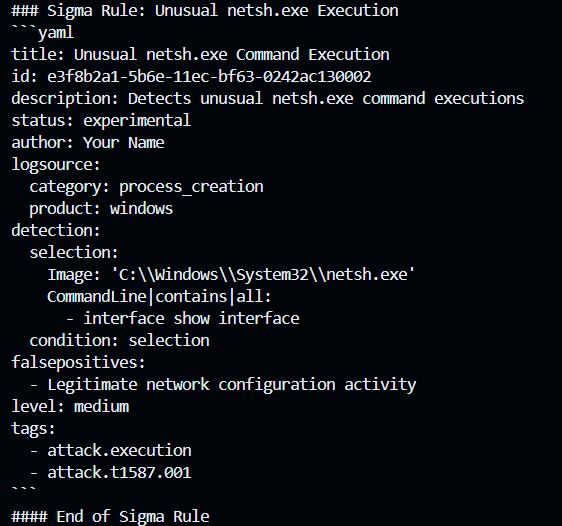 ### Sigma Rule: Unusual netsh.exe Execution
```yaml
title: Unusual netsh.exe Command Execution
id: e3f8b2a1-5b6e-11ec-bf63-0242ac130002
description: Detects unusual netsh.exe command executions
status: experimental
author: Your Name
logsource:
  category: process_creation
  product: windows
detection:
  selection:
    Image: 'C:\\Windows\\System32\\netsh.exe'
    CommandLine|contains|all:
      - interface show interface
  condition: selection
falsepositives:
  - Legitimate network configuration activity
level: medium
tags:
  - attack.execution
  - attack.t1587.001
```
#### End of Sigma Rule